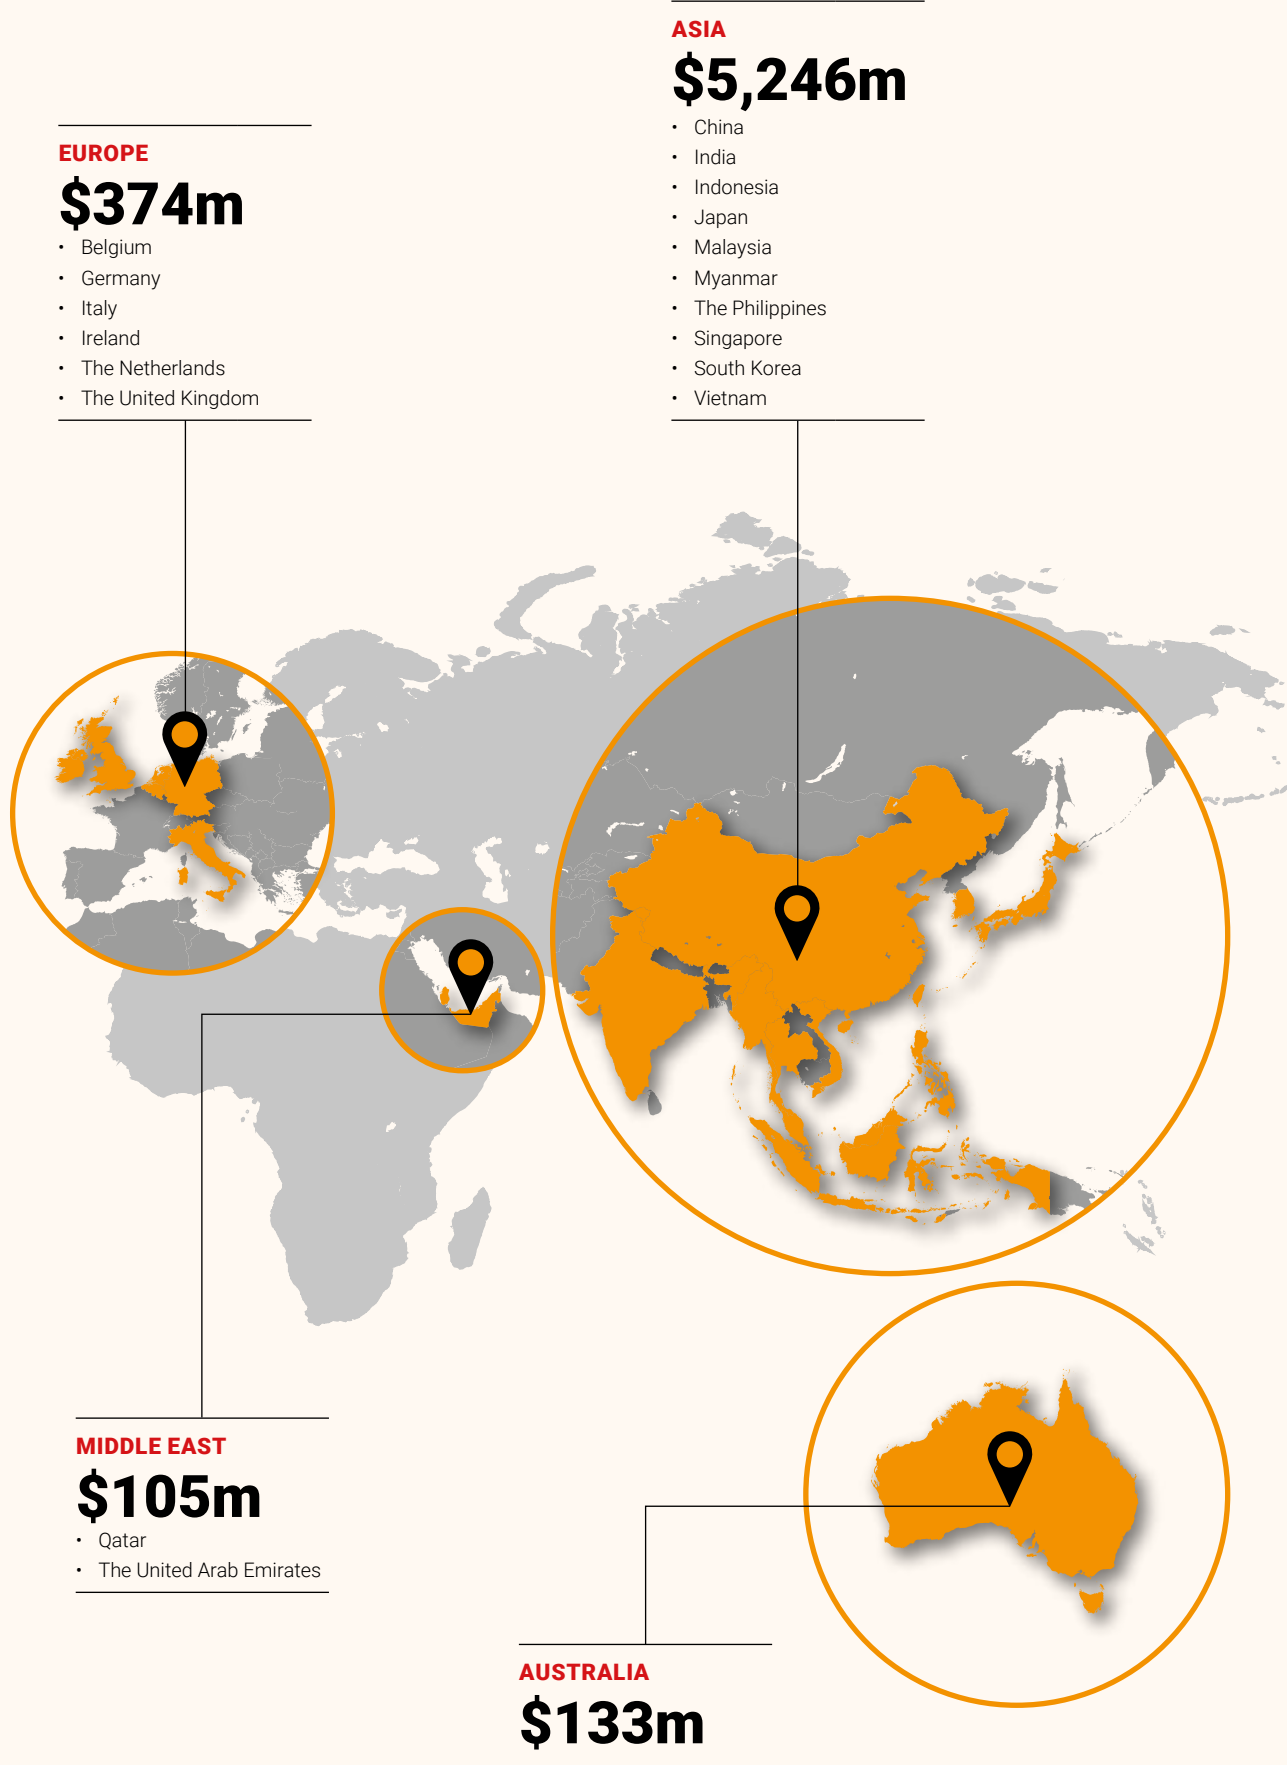 ASIA
$5,246m
• China
• India
• Indonesia
• Japan
• Malaysia
• Myanmar
• The Philippines
• Singapore
• South Korea
• Vietnam
EUROPE
$374m
• Belgium
• Germany
• Italy
• Ireland
• The Netherlands
• The United Kingdom
MIDDLE EAST
$105m
• Qatar
• The United Arab Emirates
AUSTRALIA
$133m